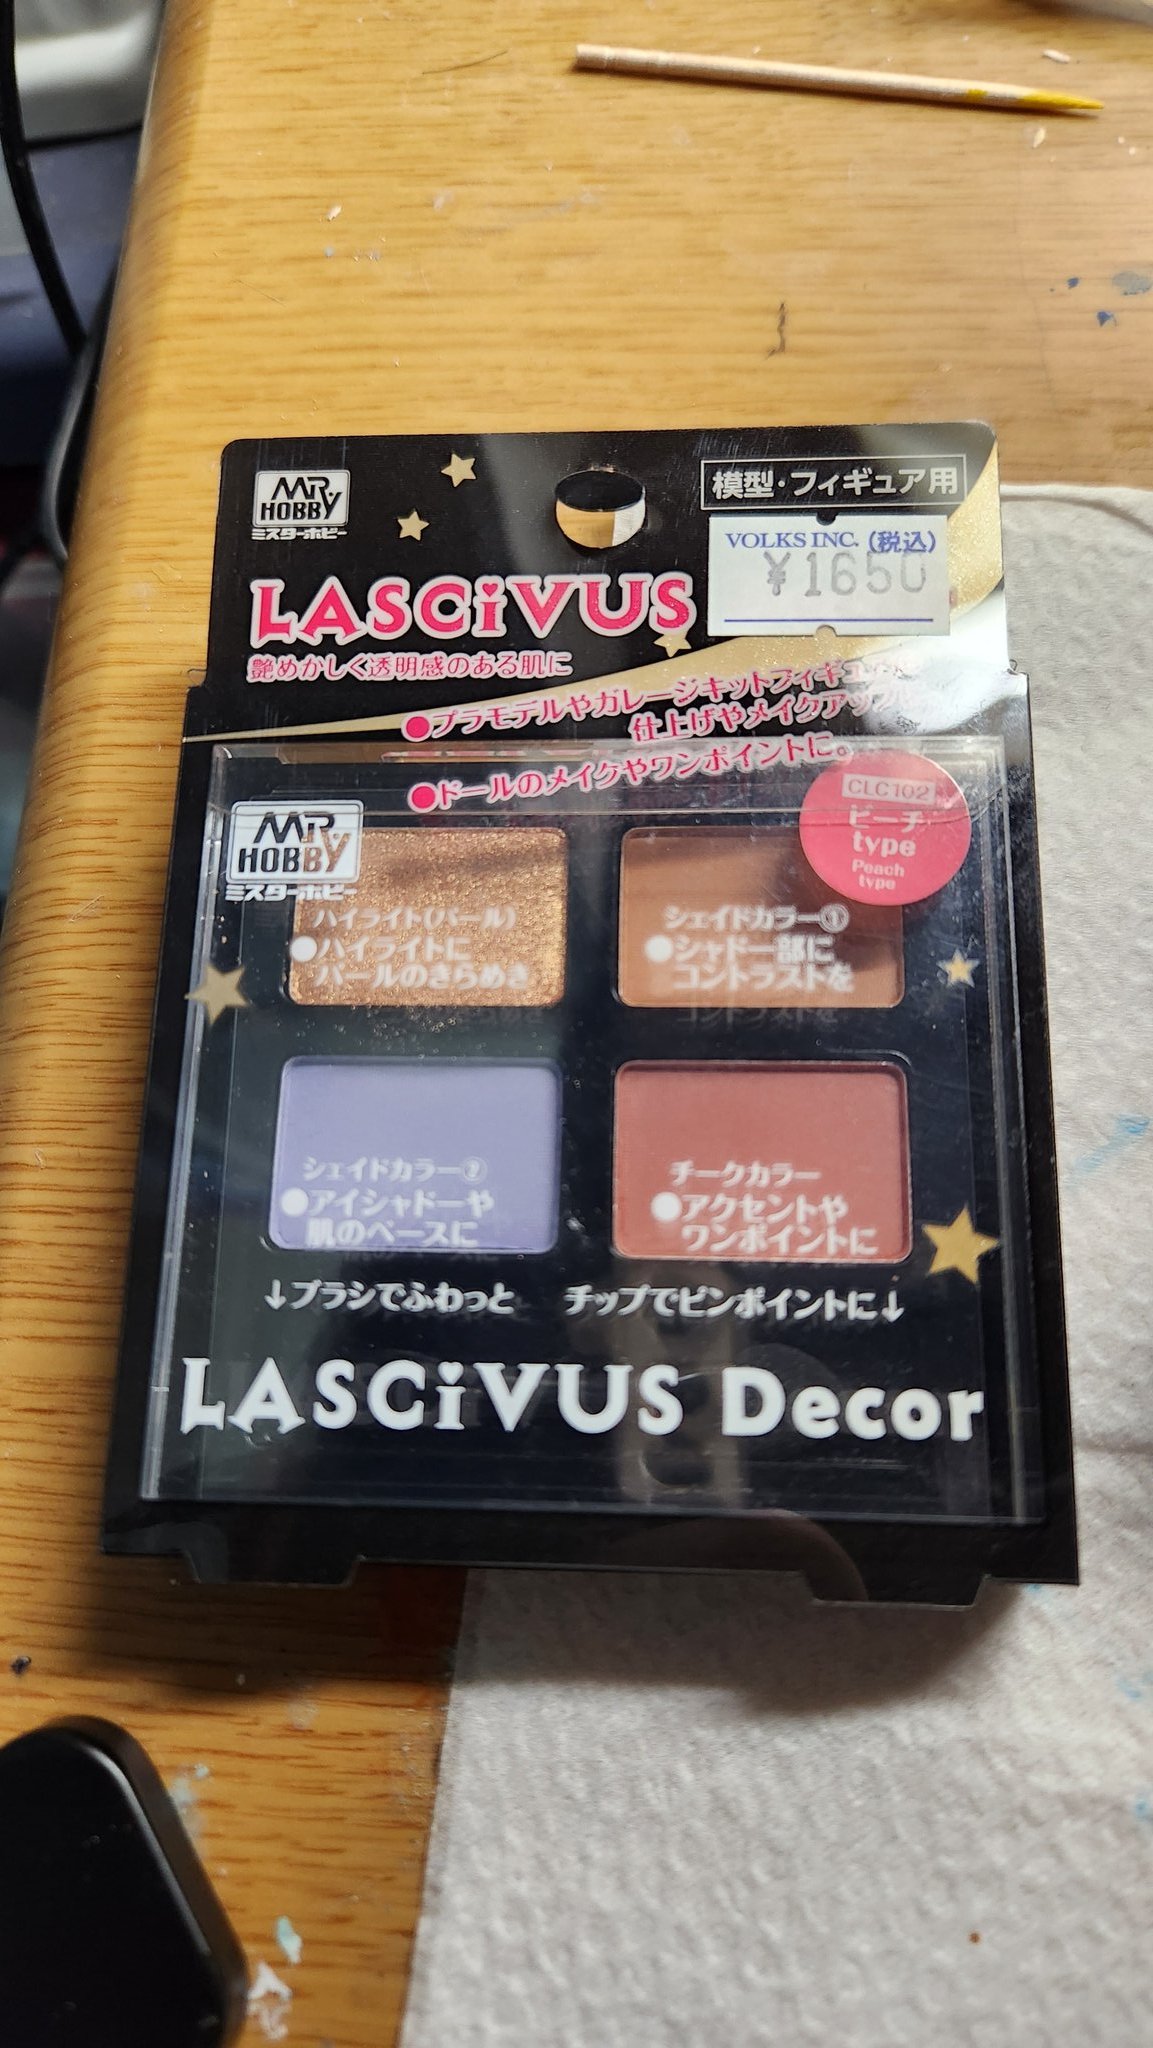 MR HOBBY
ミスターホビー
模型・フィギュア用
VOLKS INC. (税込)
¥1650
LASCiVUS
艶めかしく透明感のある肌に
●プラモデルやガレージキットフィギュア
仕上げやメイクアップ
●ドールのメイクやワンポイントに。
CLC102
ピーチ
type
Peach
type
MR HOBBY
ミスターホビー
ハイライト(パール)
●ハイライトに
パールのきらめき
シェイドカラー①
●シャドー部に
コントラストを
シェイドカラー②
●アイシャドーや
肌のベースに
チークカラー
●アクセントや
ワンポイントに
↓ブラシでふわっと
チップでピンポイントに↓
LASCiVUS Decor